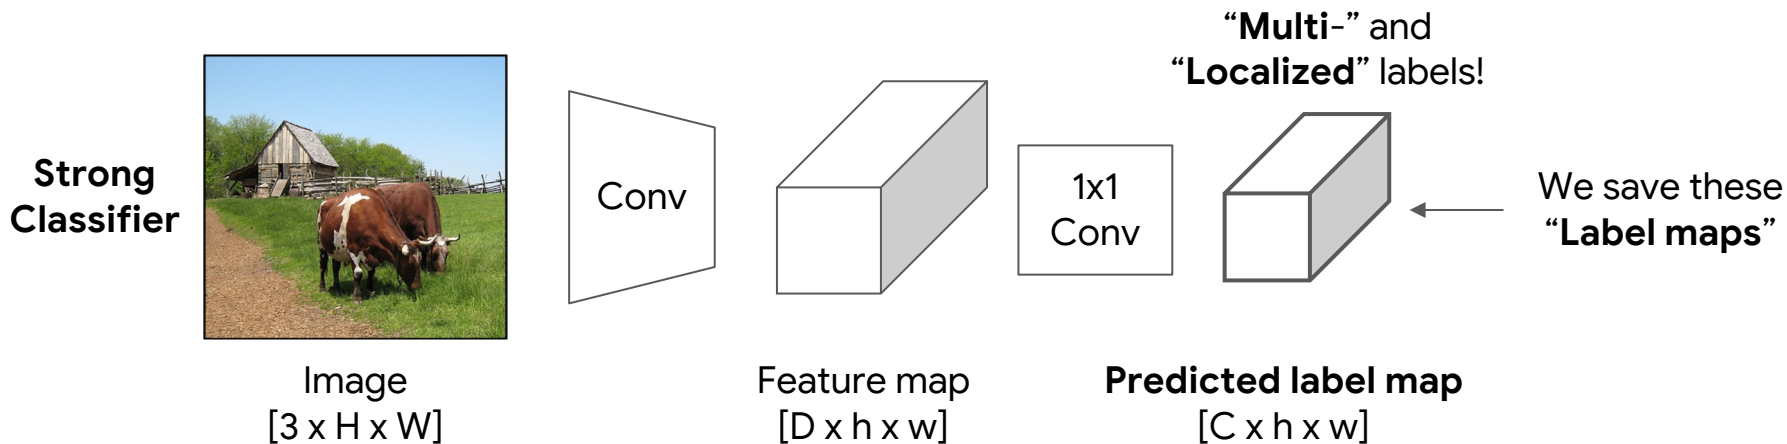 Strong
Classifier
Image
[3 x H x W]
Conv
Feature map
[D x h x w]
1x1
Conv
“Multi-” and
“Localized” labels!
Predicted label map
[C x h x w]
We save these
“Label maps”